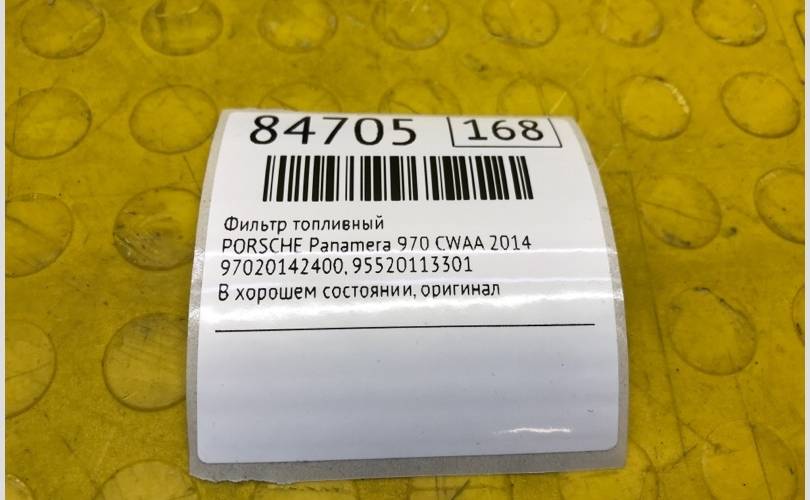 84705 168
Фильтр топливный
PORSCHE Panamera 970 CWAA 2014
97020142400, 95520113301
В хорошем состоянии, оригинал